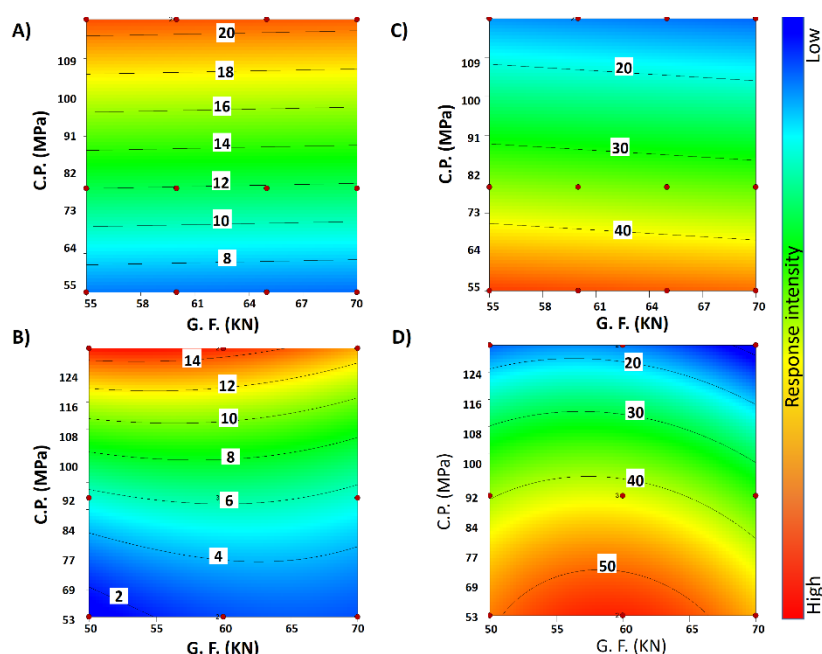 A)
20
18
16
14
12
10
8
109
100
91
82
73
64
55
C.P. (MPa)
55 58 61 64 67 70
G. F. (KN)
C)
20
30
40
109
100
91
82
73
64
55
C.P. (MPa)
55 58 61 64 67 70
G. F. (KN)
B)
14
12
10
8
6
4
2
124
116
108
100
92
84
77
69
53
C.P. (MPa)
50 55 60 65 70
G. F. (KN)
D)
20
30
40
50
124
116
108
100
92
84
77
69
53
C.P. (MPa)
50 55 60 65 70
G. F. (KN)
Low
Response intensity
High